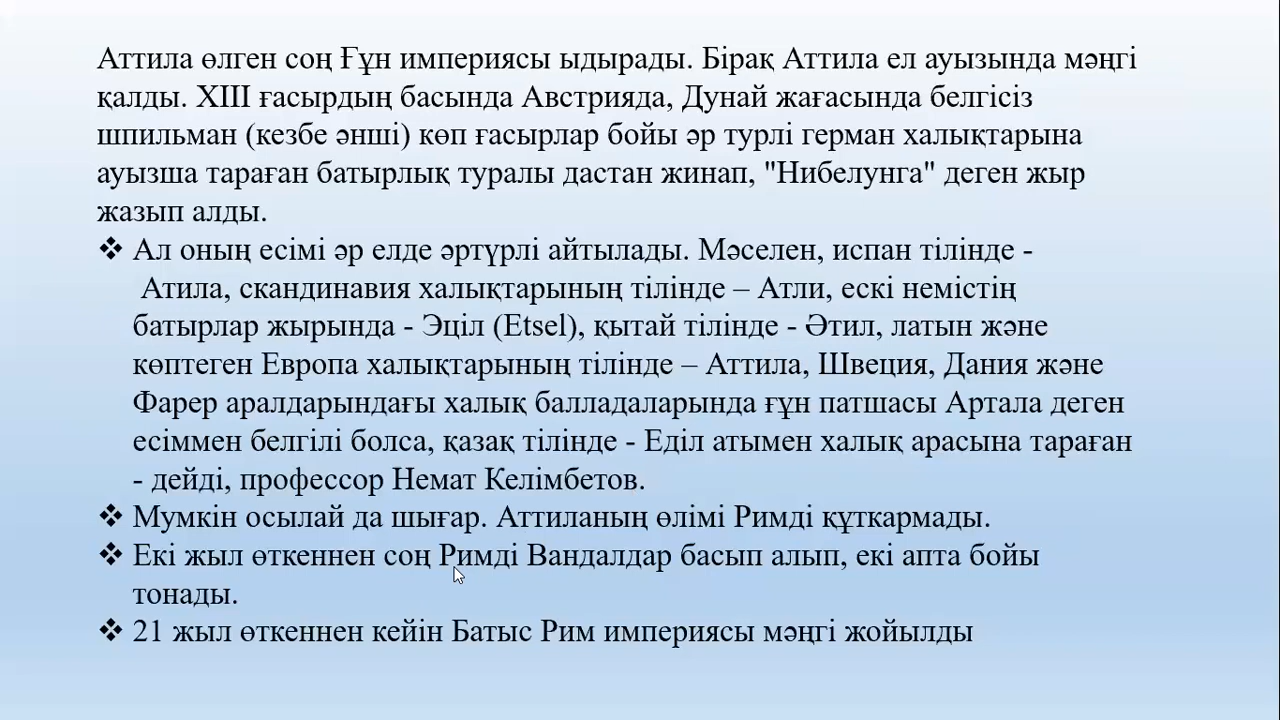 Аттила өлген соң Ғұн империясы ыдырады. Бірақ Аттила ел ауызында мәңгі
қалды. XIII ғасырдың басында Австрияда, Дунай жағасында белгісіз
шпильман (кезбе әнші) көп ғасырлар бойы әр турлі герман халықтарына
ауызша тараған батырлық туралы дастан жинап, "Нибелунга" деген жыр
жазып алды.
❖ Ал оның есімі әр елде әртүрлі айтылады. Мәселен, испан тілінде -
Атила, скандинавия халықтарының тілінде – Атли, ескі немістің
батырлар жырында - Эціл (Etsel), қытай тілінде - Әтил, латын және
көптеген Европа халықтарының тілінде – Аттила, Швеция, Дания және
Фарер аралдарындағы халық балладаларында ғұн патшасы Артала деген
есіммен белгілі болса, қазақ тілінде - Еділ атымен халық арасына тараған
- дейді, профессор Немат Келімбетов.
❖ Мумкін осылай да шығар. Аттиланың өлімі Римді құткармады.
❖ Екі жыл өткеннен соң Римді Вандалдар басып алып, екі апта бойы
тонады.
❖ 21 жыл өткеннен кейін Батыс Рим империясы мәңгі жойылды